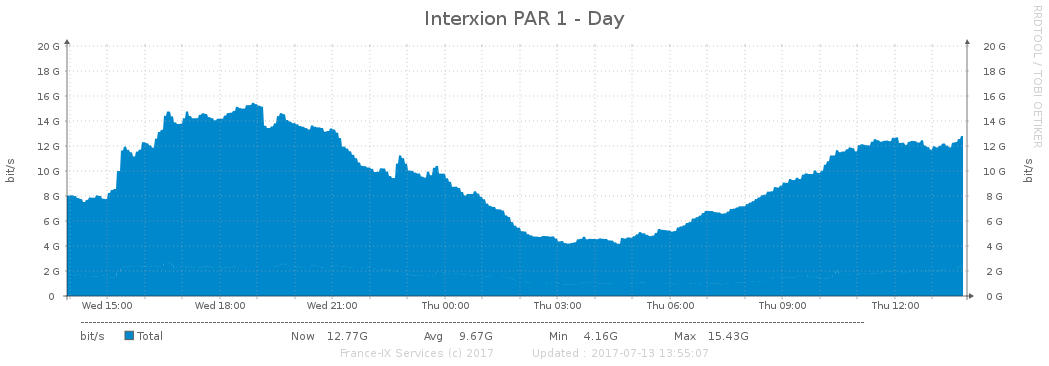 Interxion PAR 1 - Day
RRDTOOL / TOBI OETIKER
bit/s
20 G 20 G
18 G 18 G
16 G 16 G
14 G 14 G
12 G 12 G
10 G 10 G
8 G 8 G
6 G 6 G
4 G 4 G
2 G 2 G
0 0 G
bit/s
Wed 15:00 Wed 18:00 Wed 21:00 Thu 00:00 Thu 03:00 Thu 06:00 Thu 09:00 Thu 12:00
bit/s Total Now 12.77G Avg 9.67G Min 4.16G Max 15.43G
France-IX Services (c) 2017 Updated : 2017-07-13 13:55:07